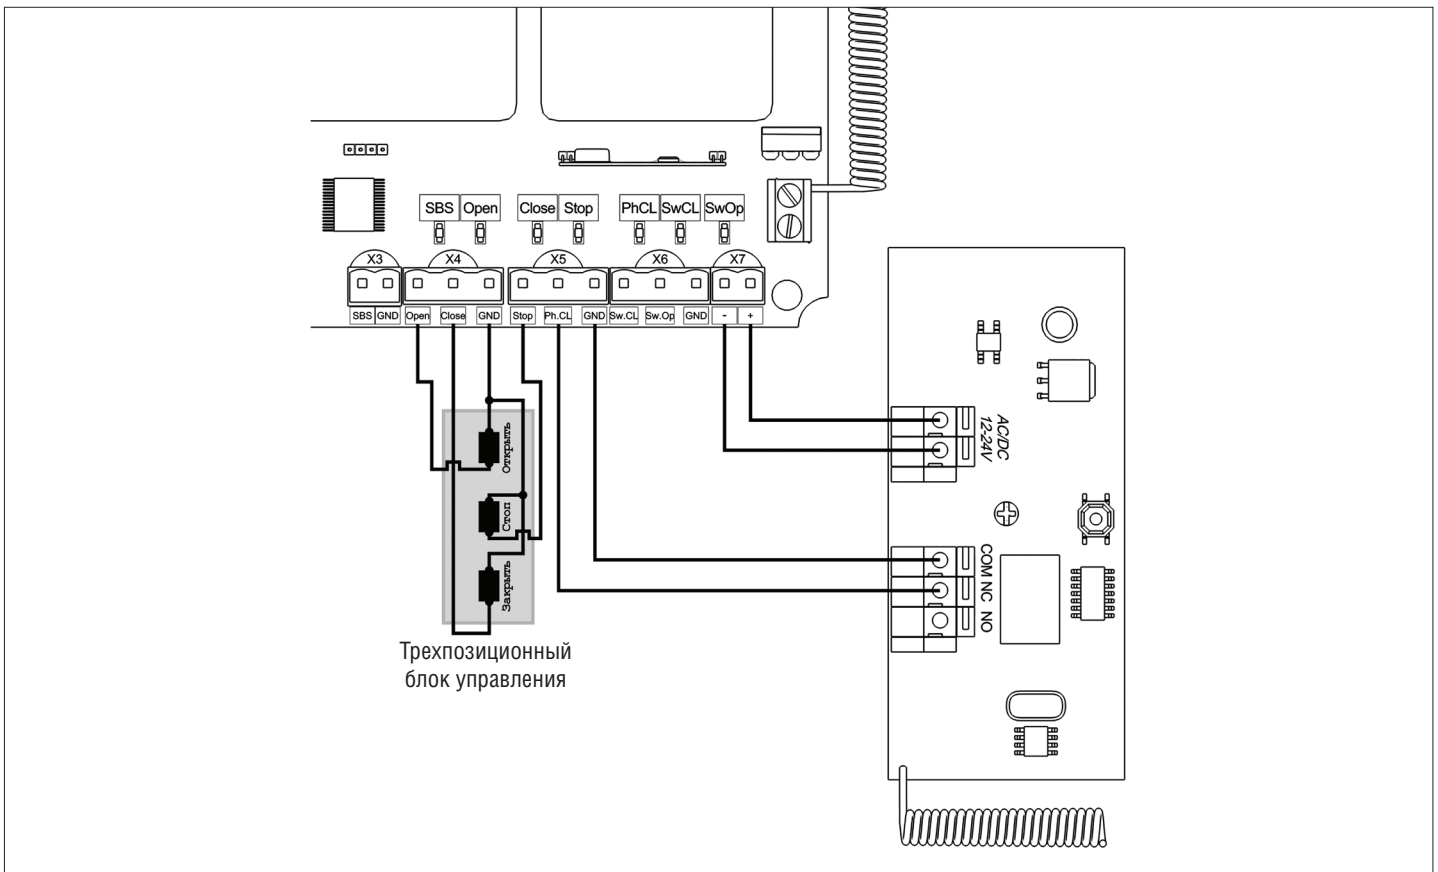 SBS Open Close Stop PhCL SwCL SwOp
X3 X4 X5 X6 X7
SBS GND Open Close GND Stop Ph.CL GND Sw.CL Sw.Op GND - +
AC/DC
12-24V
Открыть
Стоп
Закрыть
COM NC NO
Трехпозиционный
блок управления